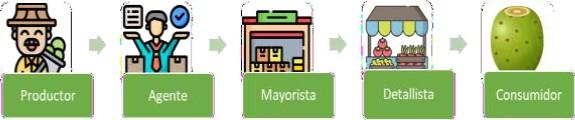 Productor
Agente
Mayorista
Detallista
Consumidor